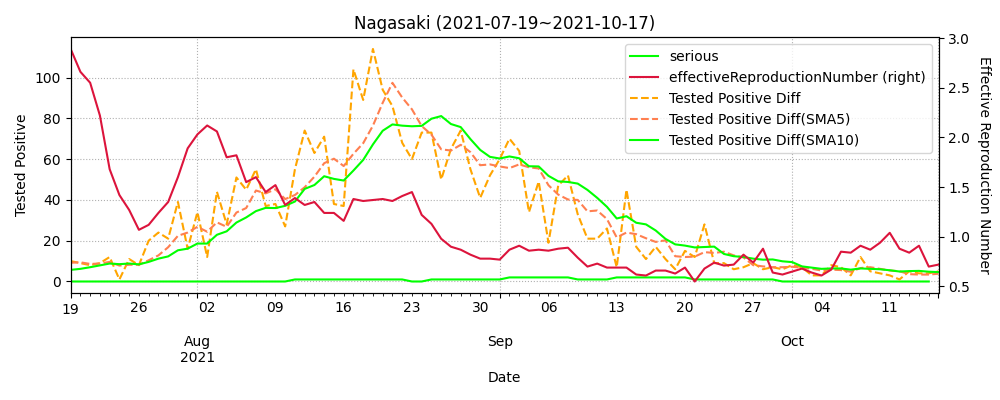 Nagasaki (2021-07-19~2021-10-17)
serious
effectiveReproductionNumber (right)
Tested Positive Diff
Tested Positive Diff(SMA5)
Tested Positive Diff(SMA10)
Tested Positive
0
20
40
60
80
100
Effective Reproduction Number
0.5
1.0
1.5
2.0
2.5
3.0
19 26 02 09 16 23 30 06 13 20 27 04 11
Aug Sep Oct
2021
Date